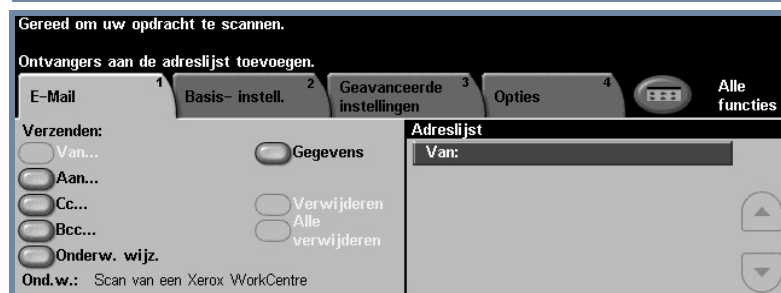 Gereed om uw opdracht te scannen.
Ontvangers aan de adreslijst toevoegen.
E-Mail 1
Basis- instell. 2
Geavanceerde instellingen 3
Opties 4
Alle functies
Verzenden:
Van...
Gegevens
Aan...
Cc...
Verwijderen
Bcc...
Alle verwijderen
Onderw. wijz.
Ond.w.: Scan van een Xerox WorkCentre
Adreslijst
Van: